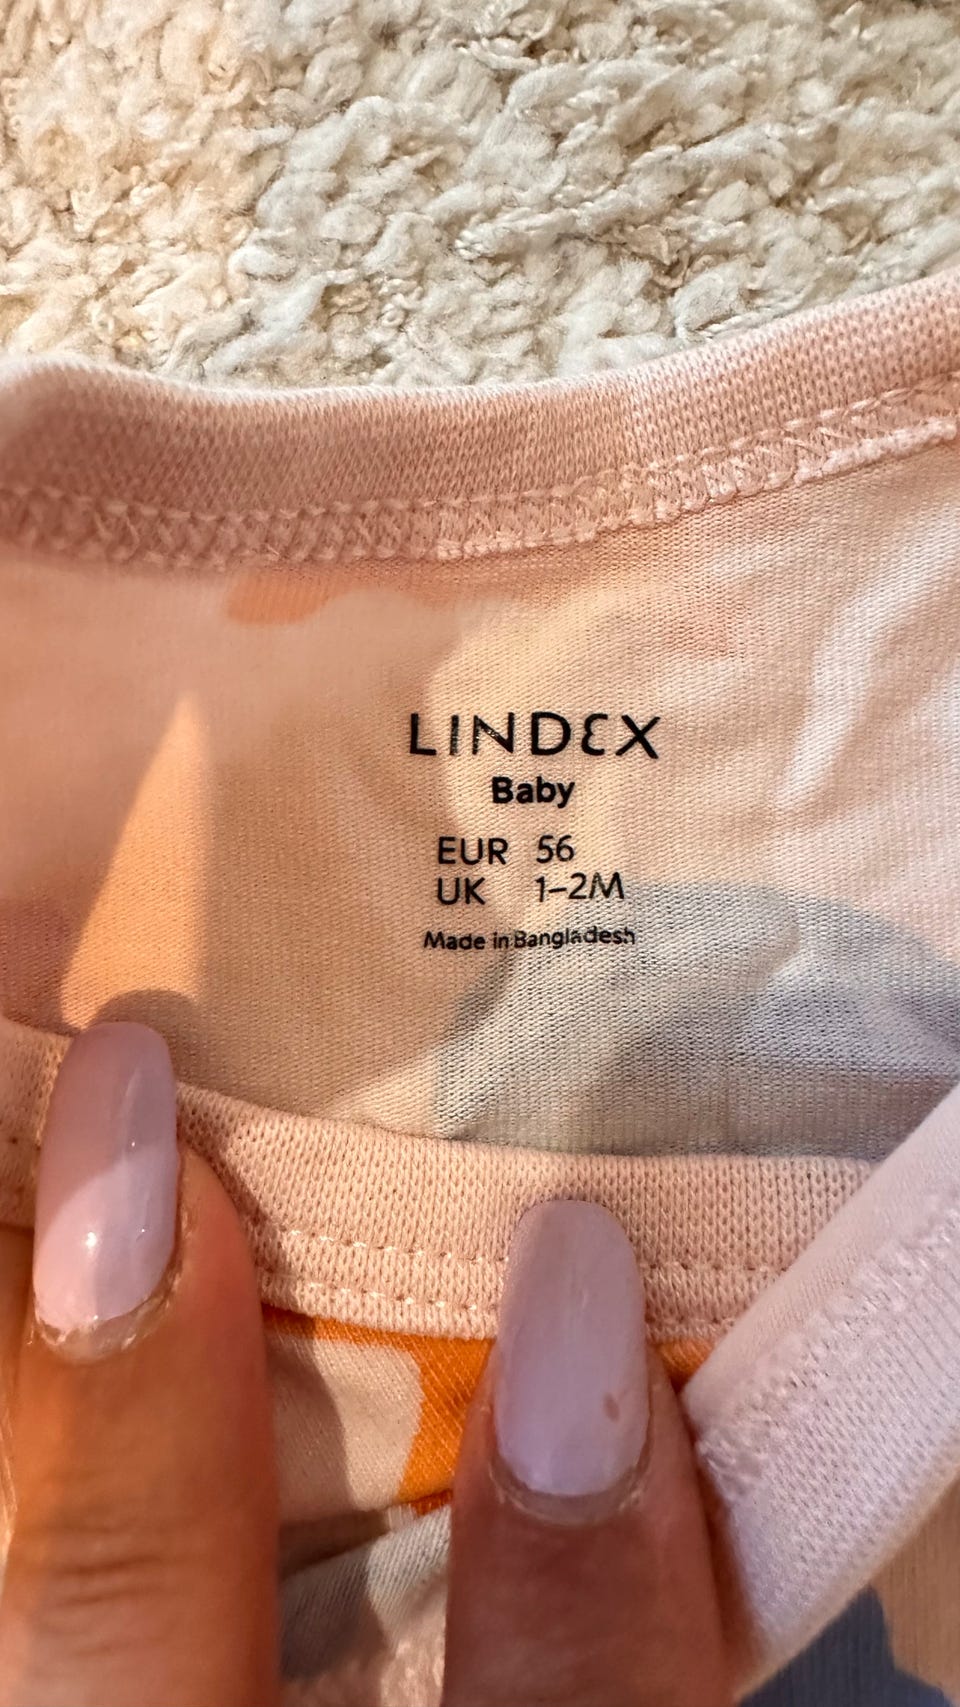 LINDEX
Baby
EUR 56
UK 1–2M
Made in Bangladesh